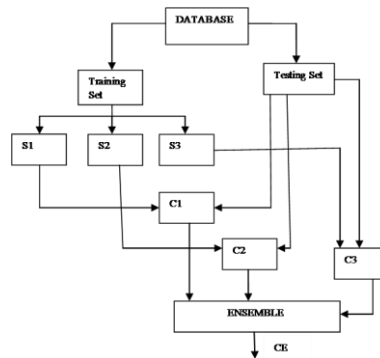 DATABASE
Training
Set
Testing Set
S1
S2
S3
C1
C2
C3
ENSEMBLE
CE